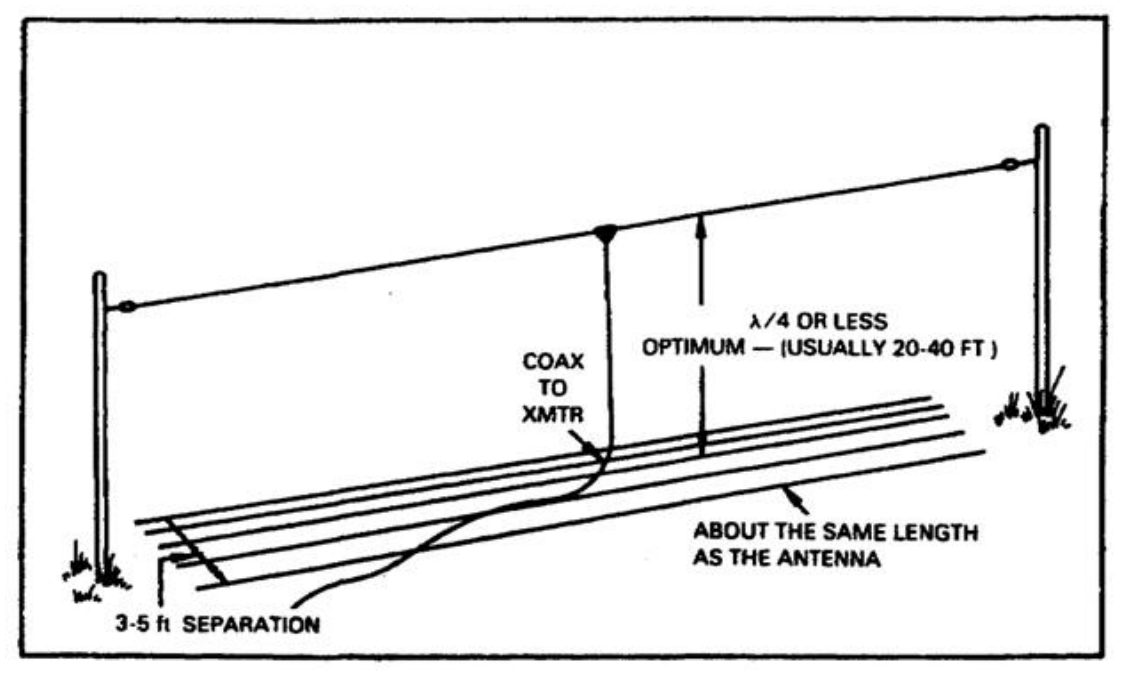 λ/4 OR LESS
OPTIMUM — (USUALLY 20-40 FT )
COAX
TO
XMTR
ABOUT THE SAME LENGTH
AS THE ANTENNA
3-5 ft SEPARATION